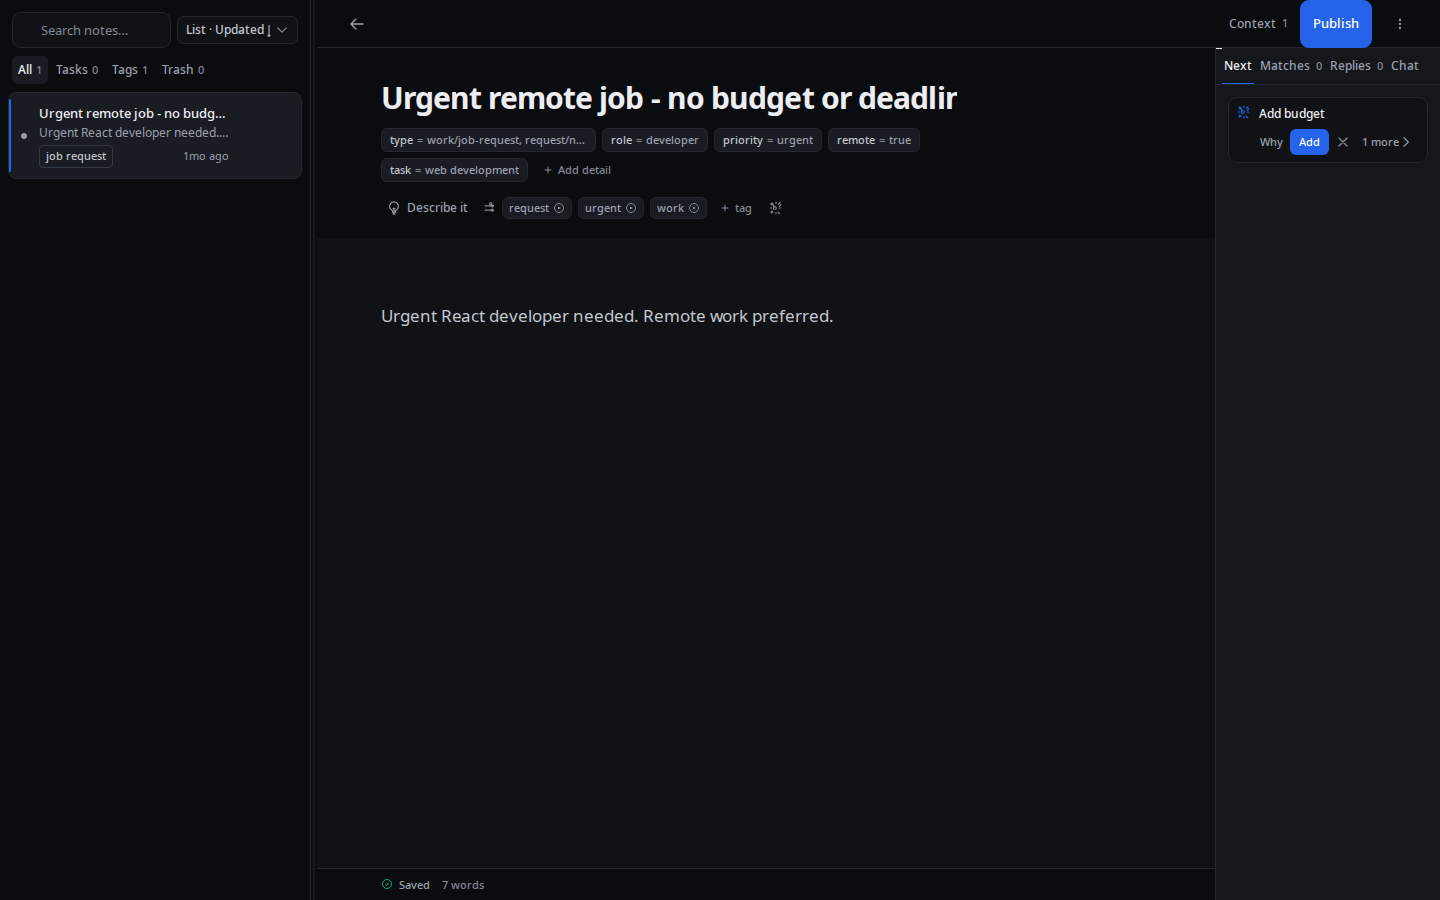 Search notes...
List · Updated ↓
All 1
Tasks 0
Tags 1
Trash 0
Urgent remote job - no budg...
Urgent React developer needed....
job request
1mo ago
Context 1
Publish
Urgent remote job - no budget or deadlin
type = work/job-request, request/n...
role = developer
priority = urgent
remote = true
task = web development
+ Add detail
Describe it
request
urgent
work
+ tag
Urgent React developer needed. Remote work preferred.
Saved
7 words
Next
Matches 0
Replies 0
Chat
Add budget
Why
Add
1 more